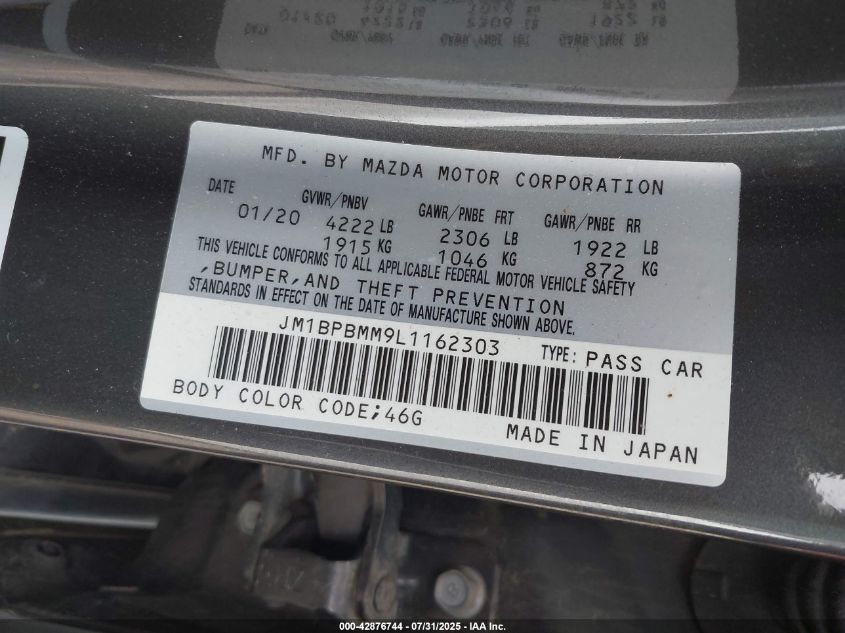 MFD. BY MAZDA MOTOR CORPORATION
DATE GVWR/PNBV GAWR/PNBE FRT GAWR/PNBE RR
01/20 4222 LB 2306 LB 1922 LB
1915 KG 1046 KG 872 KG
THIS VEHICLE CONFORMS TO ALL APPLICABLE FEDERAL MOTOR VEHICLE SAFETY
,BUMPER,AND THEFT PREVENTION
STANDARDS IN EFFECT ON THE DATE OF MANUFACTURE SHOWN ABOVE.
JM1BPBMM9L1162303 TYPE: PASS CAR
BODY COLOR CODE;46G
MADE IN JAPAN
000-42876744 - 07/31/2025 - IAA Inc.